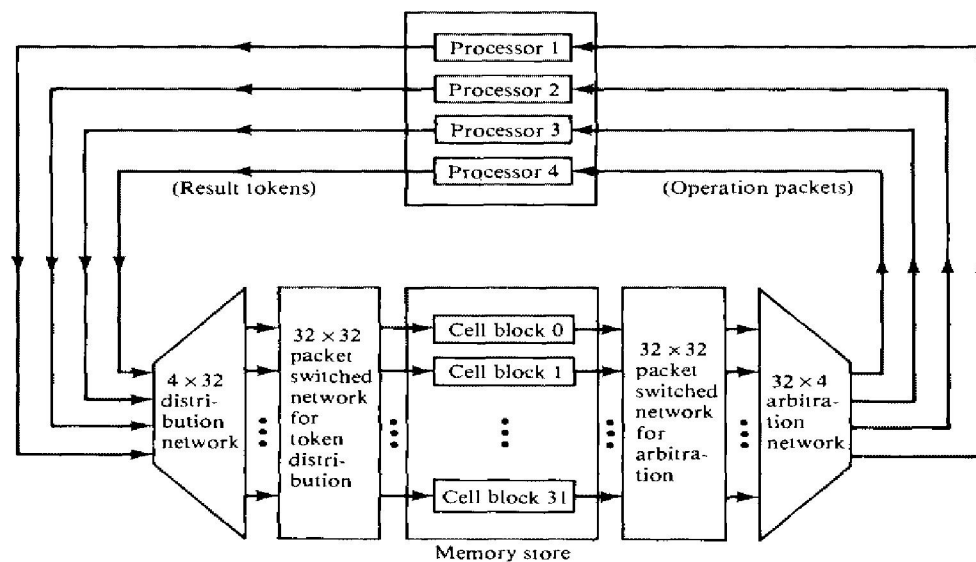 Processor 1
Processor 2
Processor 3
Processor 4
(Result tokens)
(Operation packets)
4 × 32
distri-
bution
network
32 × 32
packet
switched
network
for
token
distri-
bution
Cell block 0
Cell block 1
Cell block 31
Memory store
32 × 32
packet
switched
network
for
arbitra-
tion
32 × 4
arbitra-
tion
network